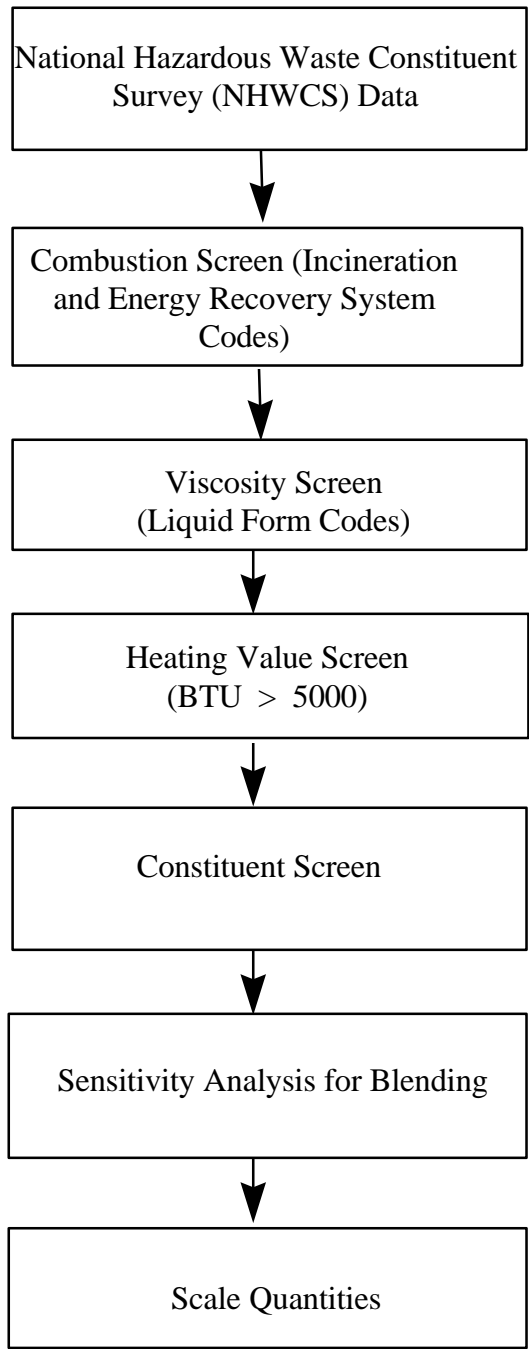 National Hazardous Waste Constituent
Survey (NHWCS) Data
Combustion Screen (Incineration
and Energy Recovery System
Codes)
Viscosity Screen
(Liquid Form Codes)
Heating Value Screen
(BTU > 5000)
Constituent Screen
Sensitivity Analysis for Blending
Scale Quantities